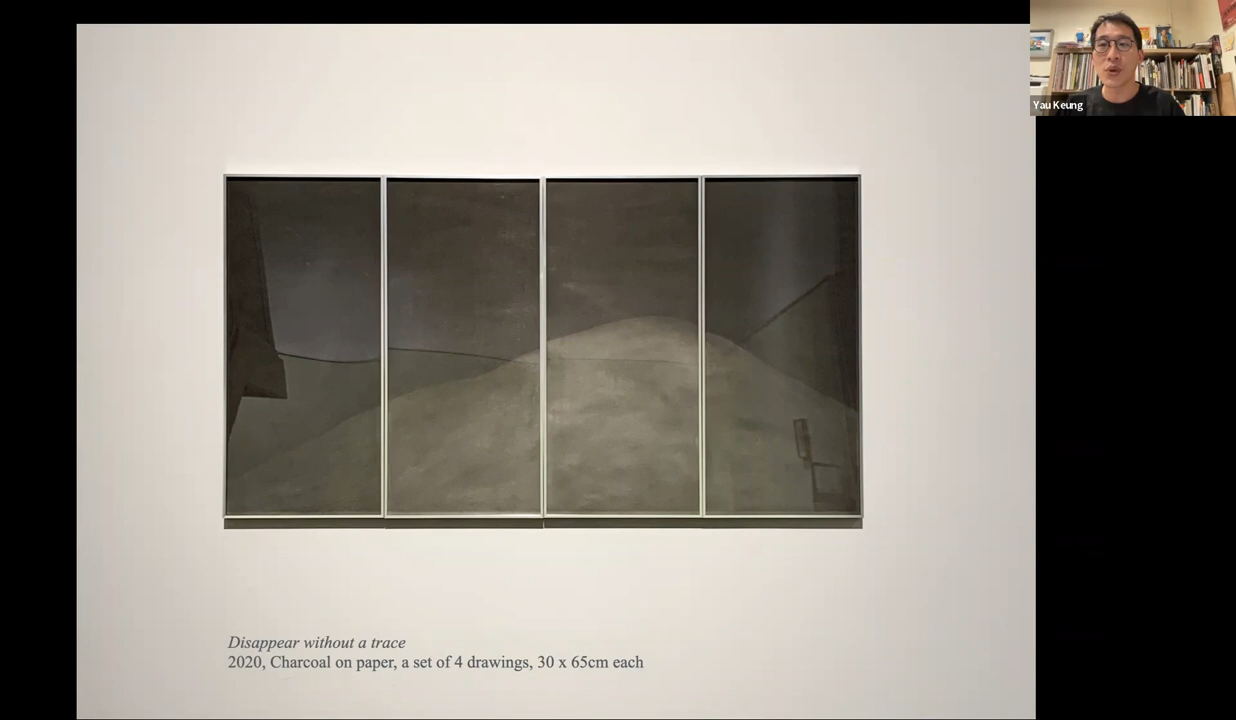 Yau Keung
Disappear without a trace
2020, Charcoal on paper, a set of 4 drawings, 30 x 65cm each